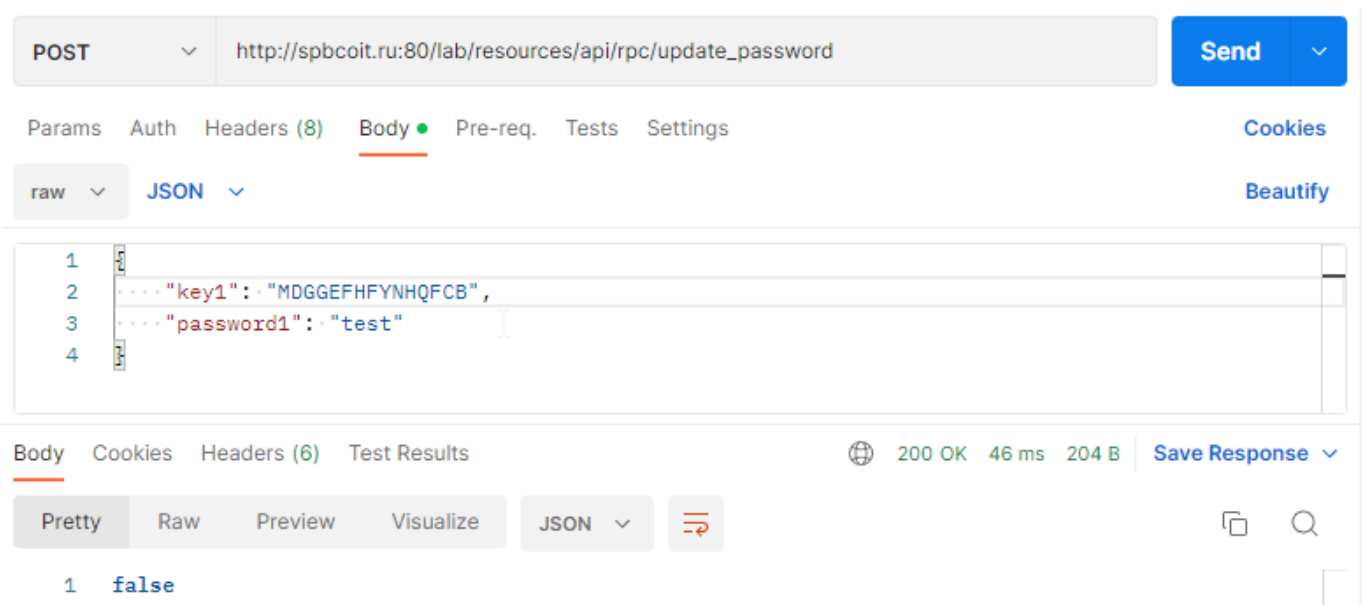 POST http://spbcoit.ru:80/lab/resources/api/rpc/update_password Send
Params Auth Headers (8) Body Pre-req. Tests Settings Cookies
raw JSON Beautify
1 {
2 "key1": "MDGGEFHFYNHQFCB",
3 "password1": "test"
4 }
Body Cookies Headers (6) Test Results 200 OK 46 ms 204 B Save Response
Pretty Raw Preview Visualize JSON
1 false